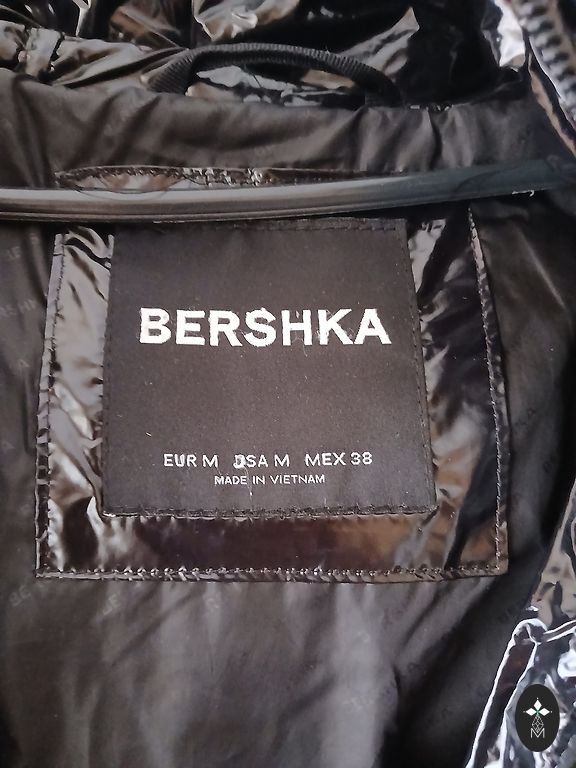 BERSHKA
EUR M USA M MEX 38
MADE IN VIETNAM